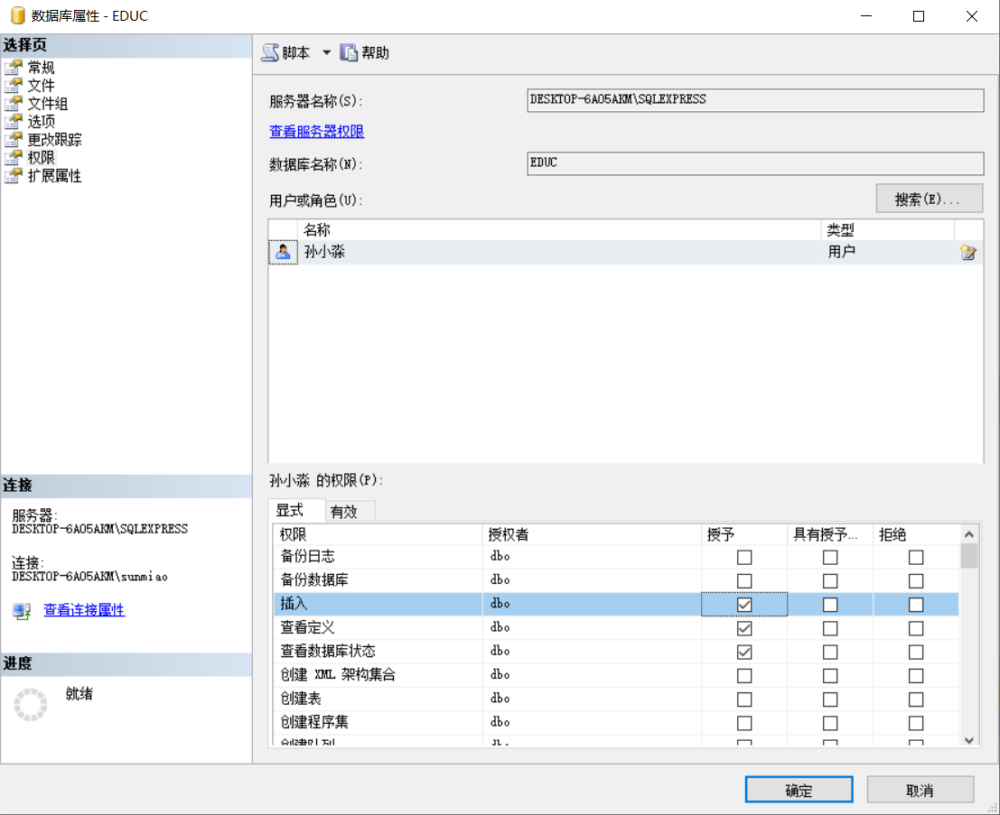 数据库属性 - EDUC
选择页
常规
文件
文件组
选项
更改跟踪
权限
扩展属性
连接
服务器:
DESKTOP-6AO5AKM\SQLEXPRESS
连接:
DESKTOP-6AO5AKM\sunmiao
查看连接属性
进度
就绪
脚本 帮助
服务器名称(S): DESKTOP-6AO5AKM\SQLEXPRESS
查看服务器权限
数据库名称(N): EDUC
用户或角色(U): 搜索(E)...
名称 类型
孙小淼 用户
孙小淼 的权限(P):
显式 有效
权限 授权者 授予 具有授予... 拒绝
备份日志 dbo
备份数据库 dbo
插入 dbo
查看定义 dbo
查看数据库状态 dbo
创建 XML 架构集合 dbo
创建表 dbo
创建程序集 dbo
确定 取消